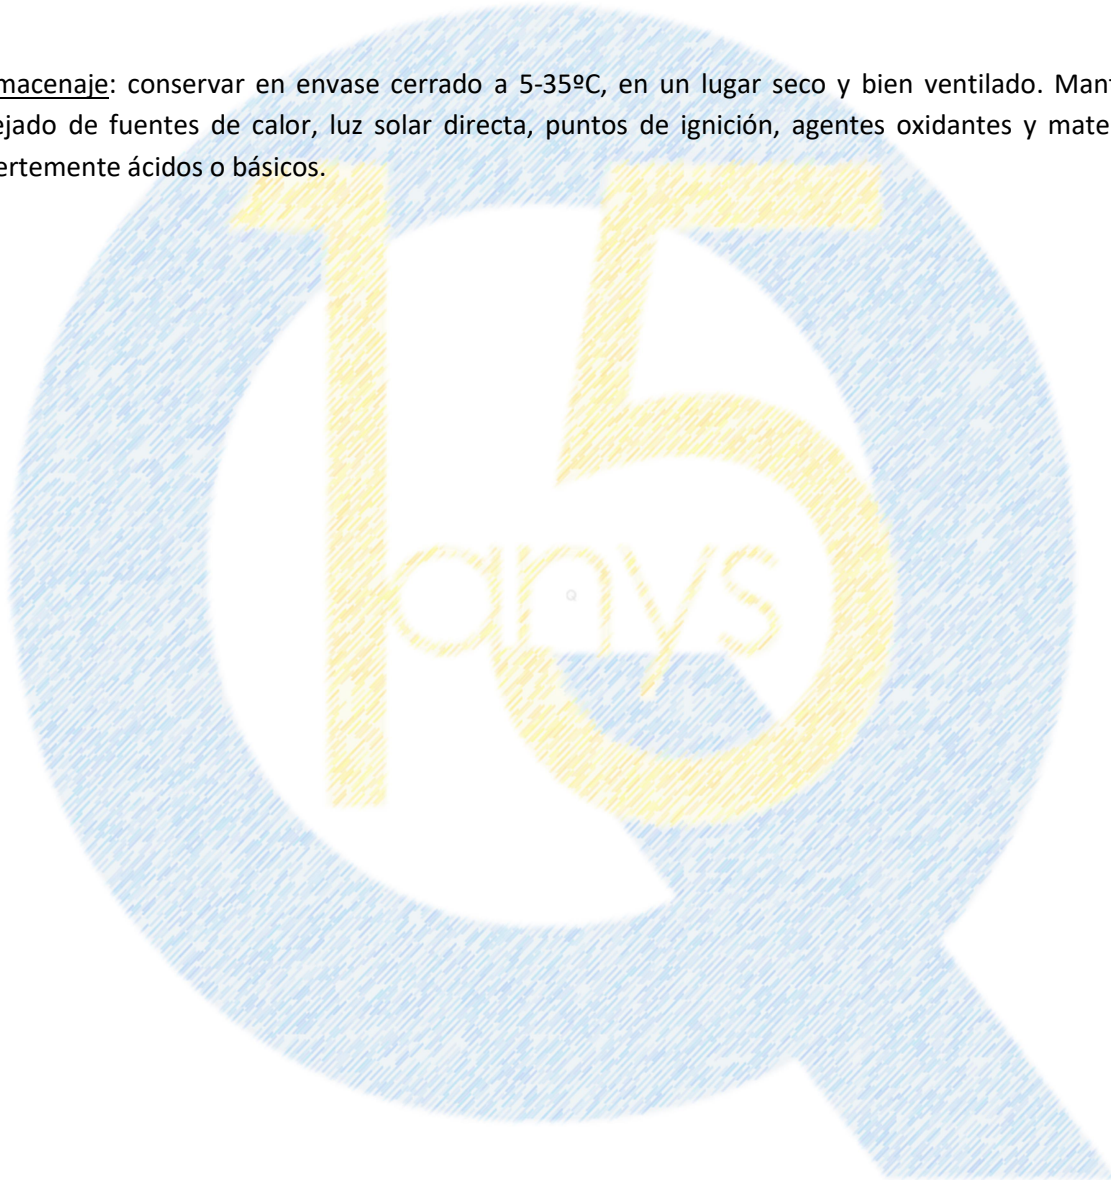 macenaje: conservar en envase cerrado a 5-35ºC, en un lugar seco y bien ventilado. Mant
ejado de fuentes de calor, luz solar directa, puntos de ignición, agentes oxidantes y mate
ertemente ácidos o básicos.
15
anys